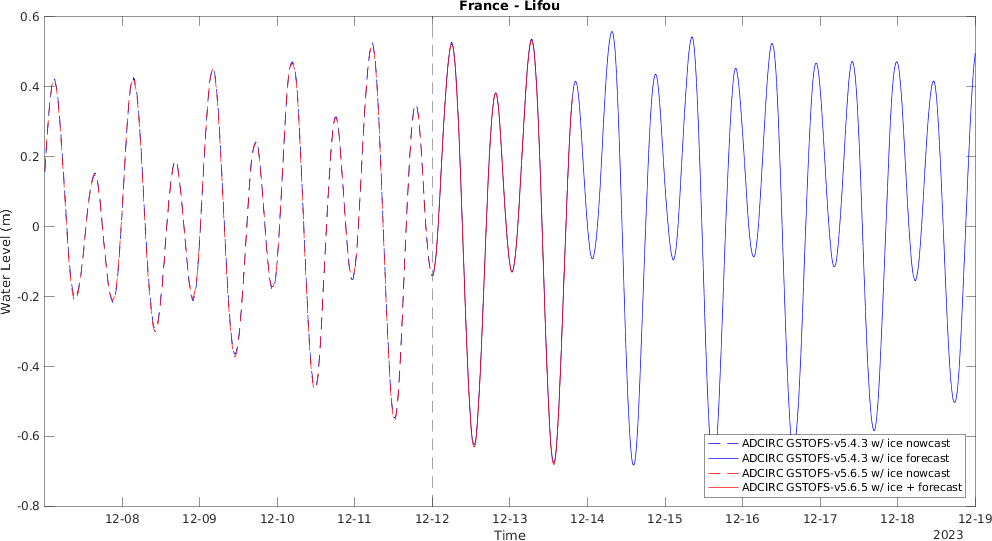 France - Lifou
Water Level (m)
0.6
0.4
0.2
0
-0.2
-0.4
-0.6
-0.8
ADCIRC GSTOFS-v5.4.3 w/ ice nowcast
ADCIRC GSTOFS-v5.4.3 w/ ice forecast
ADCIRC GSTOFS-v5.6.5 w/ ice nowcast
ADCIRC GSTOFS-v5.6.5 w/ ice + forecast
12-08 12-09 12-10 12-11 12-12 12-13 12-14 12-15 12-16 12-17 12-18 12-19
Time
2023